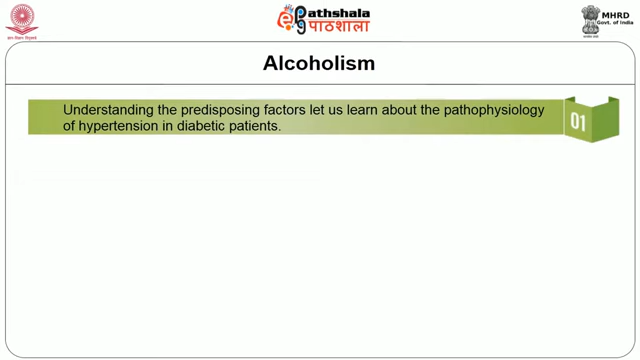 Pathshala
पाठशाला
MHRD
Govt. of India
Alcoholism
Understanding the predisposing factors let us learn about the pathophysiology
of hypertension in diabetic patients.
01